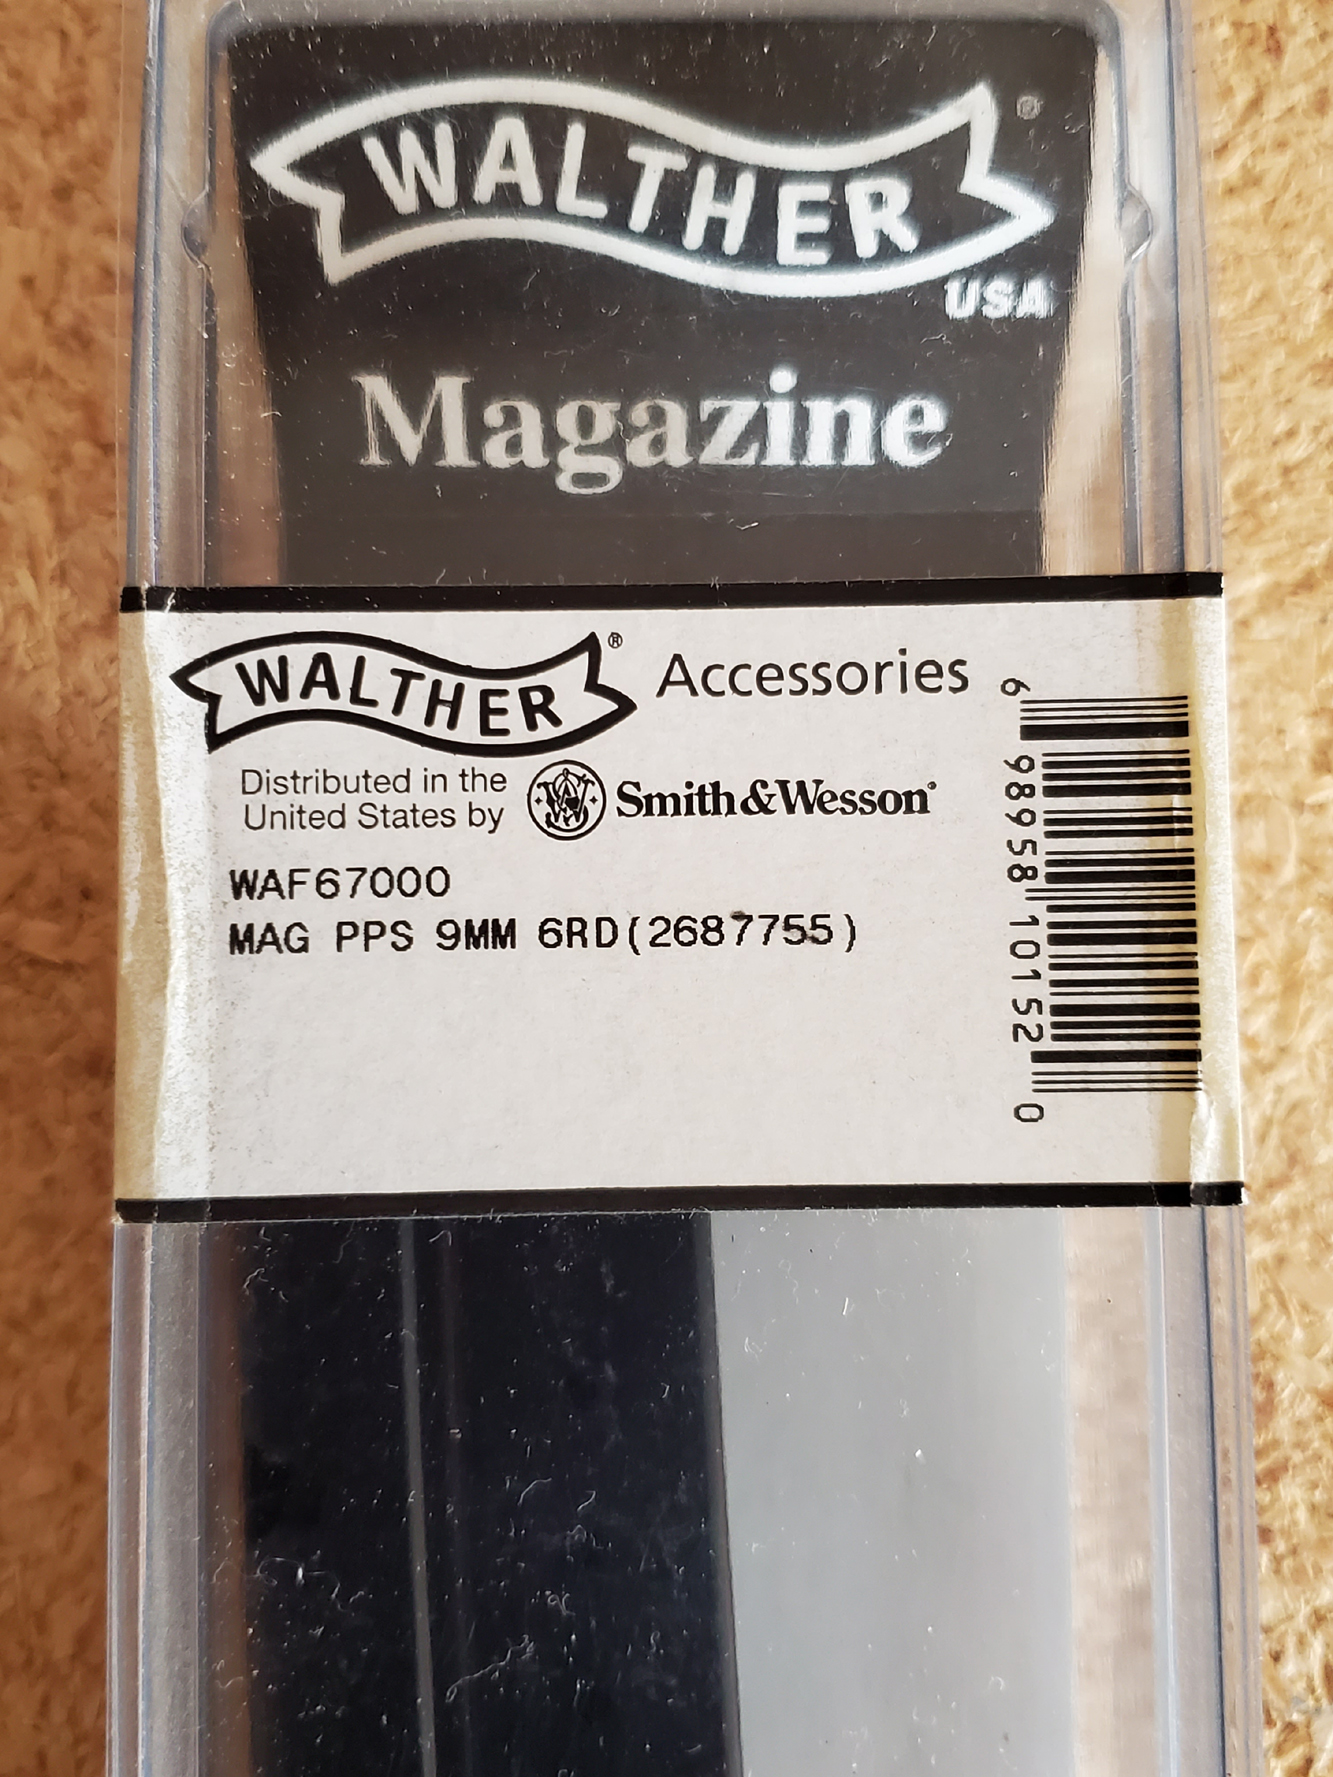 WALTHER®
USA
Magazine
WALTHER® Accessories
Distributed in the
United States by
Smith & Wesson®
WAF67000
MAG PPS 9MM 6RD(2687755)
6 98958 10152 0